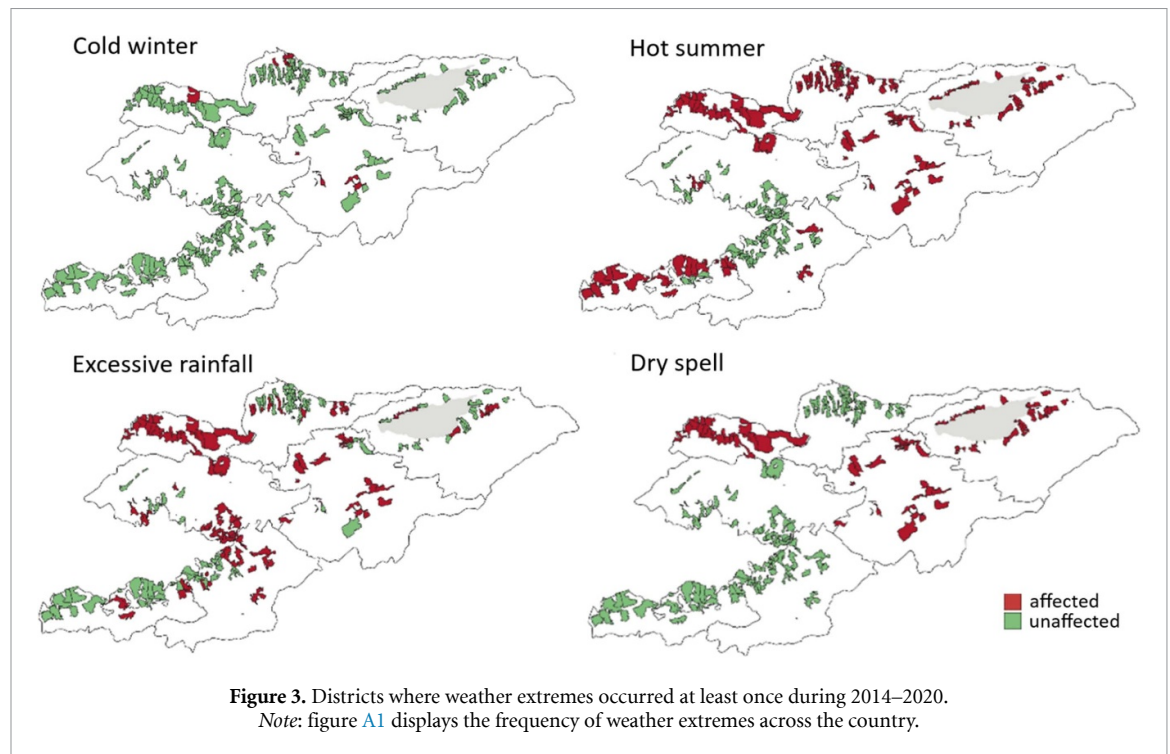 Cold winter
Hot summer
Excessive rainfall
Dry spell
affected
unaffected
Figure 3. Districts where weather extremes occurred at least once during 2014–2020.
Note: figure A1 displays the frequency of weather extremes across the country.